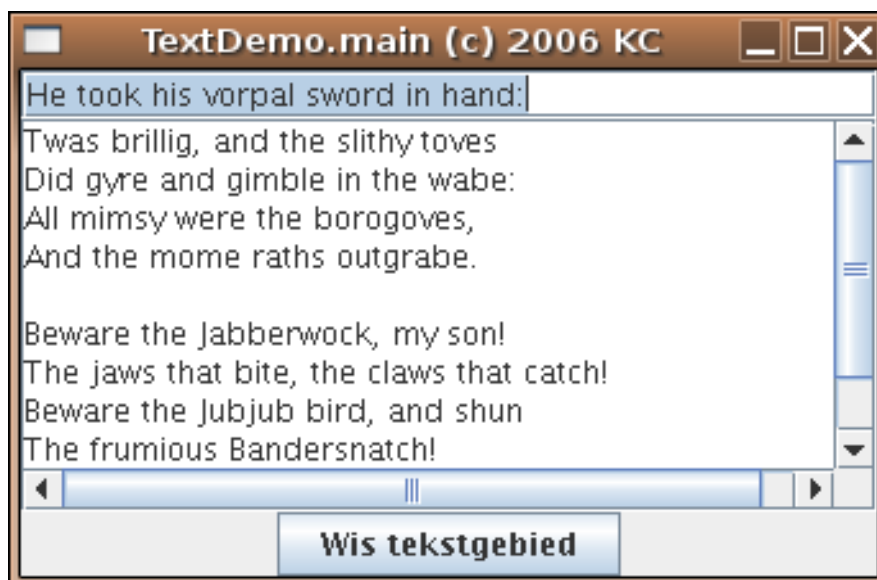 TextDemo.main (c) 2006 KC
He took his vorpal sword in hand:
Twas brillig, and the slithy toves
Did gyre and gimble in the wabe:
All mimsy were the borogoves,
And the mome raths outgrabe.
Beware the Jabberwock, my son!
The jaws that bite, the claws that catch!
Beware the Jubjub bird, and shun
The frumious Bandersnatch!
Wis tekstgebied